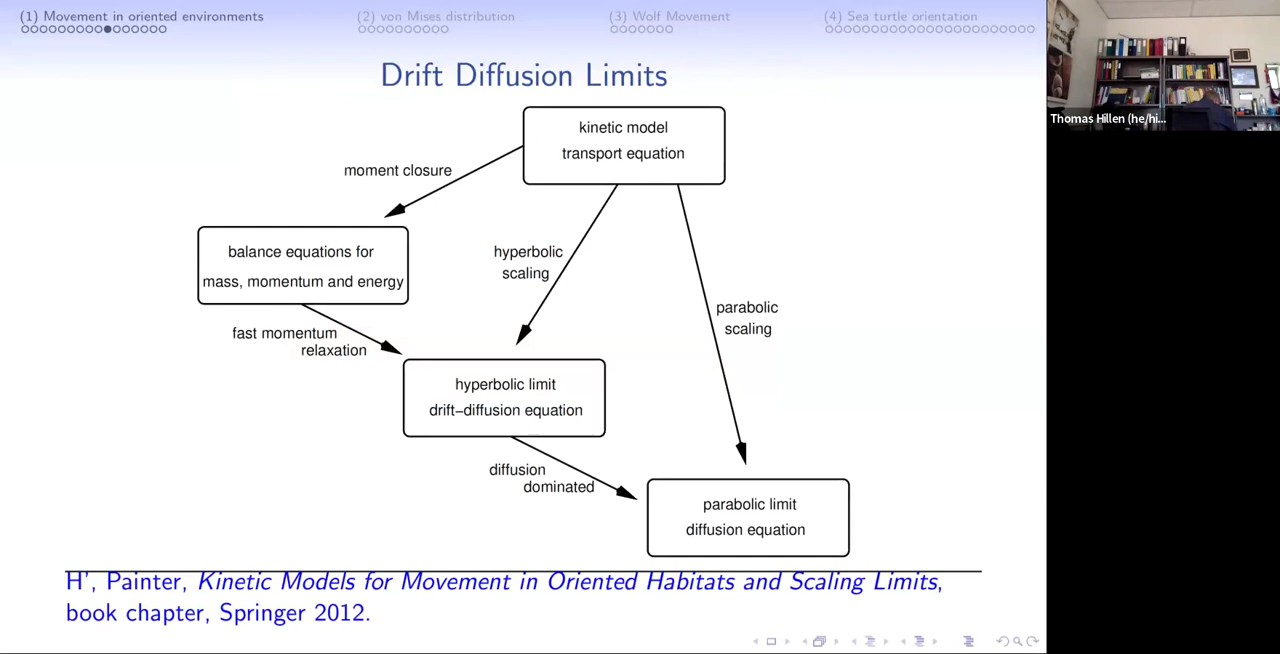 (1) Movement in oriented environments
(2) von Mises distribution
(3) Wolf Movement
(4) Sea turtle orientation
Thomas Hillen (he/hi...
Drift Diffusion Limits
kinetic model
transport equation
moment closure
balance equations for
mass, momentum and energy
hyperbolic
scaling
parabolic
scaling
fast momentum
relaxation
hyperbolic limit
drift–diffusion equation
diffusion
dominated
parabolic limit
diffusion equation
H', Painter, Kinetic Models for Movement in Oriented Habitats and Scaling Limits,
book chapter, Springer 2012.